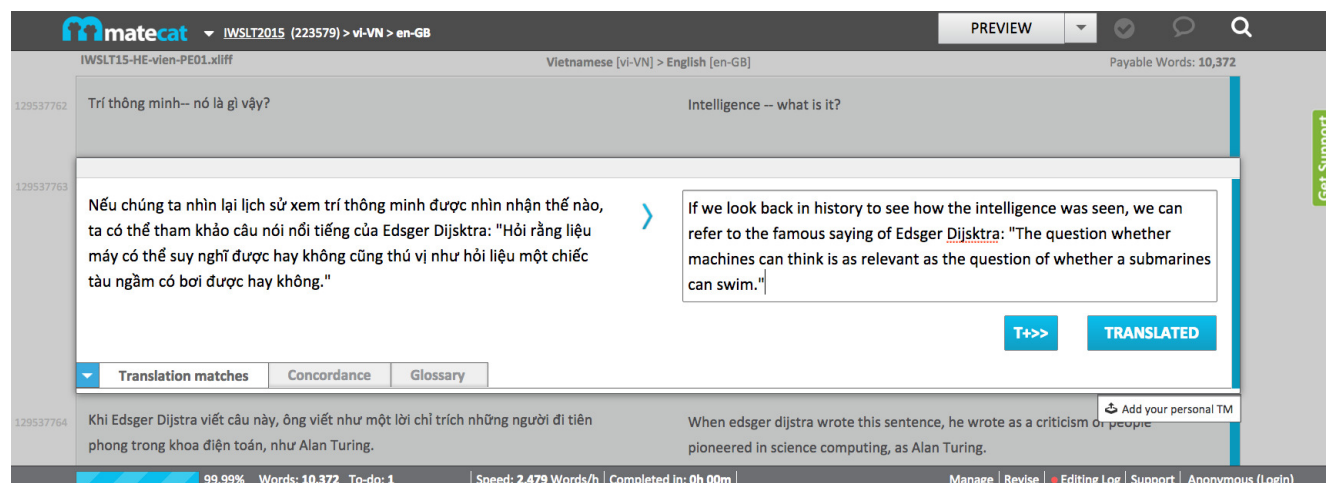 matecat IWSLT2015 (223579) > vi-VN > en-GB PREVIEW
IWSLT15-HE-vien-PE01.xliff Vietnamese [vi-VN] > English [en-GB] Payable Words: 10,372
129537762 Trí thông minh-- nó là gì vậy? Intelligence -- what is it?
Get Support
129537763
Nếu chúng ta nhìn lại lịch sử xem trí thông minh được nhìn nhận thế nào,
ta có thể tham khảo câu nói nổi tiếng của Edsger Dijsktra: "Hỏi rằng liệu
máy có thể suy nghĩ được hay không cũng thú vị như hỏi liệu một chiếc
tàu ngầm có bơi được hay không."
If we look back in history to see how the intelligence was seen, we can
refer to the famous saying of Edsger Dijsktra: "The question whether
machines can think is as relevant as the question of whether a submarines
can swim."
T+>> TRANSLATED
Translation matches Concordance Glossary
Add your personal TM
129537764
Khi Edsger Dijstra viết câu này, ông viết như một lời chỉ trích những người đi tiên
phong trong khoa điện toán, như Alan Turing.
When edsger dijstra wrote this sentence, he wrote as a criticism of people
pioneered in science computing, as Alan Turing.
99.99% Words: 10,372 To-do: 1 Speed: 2,479 Words/h Completed in: 0h 00m Manage Revise Editing Log Support Anonymous (Login)